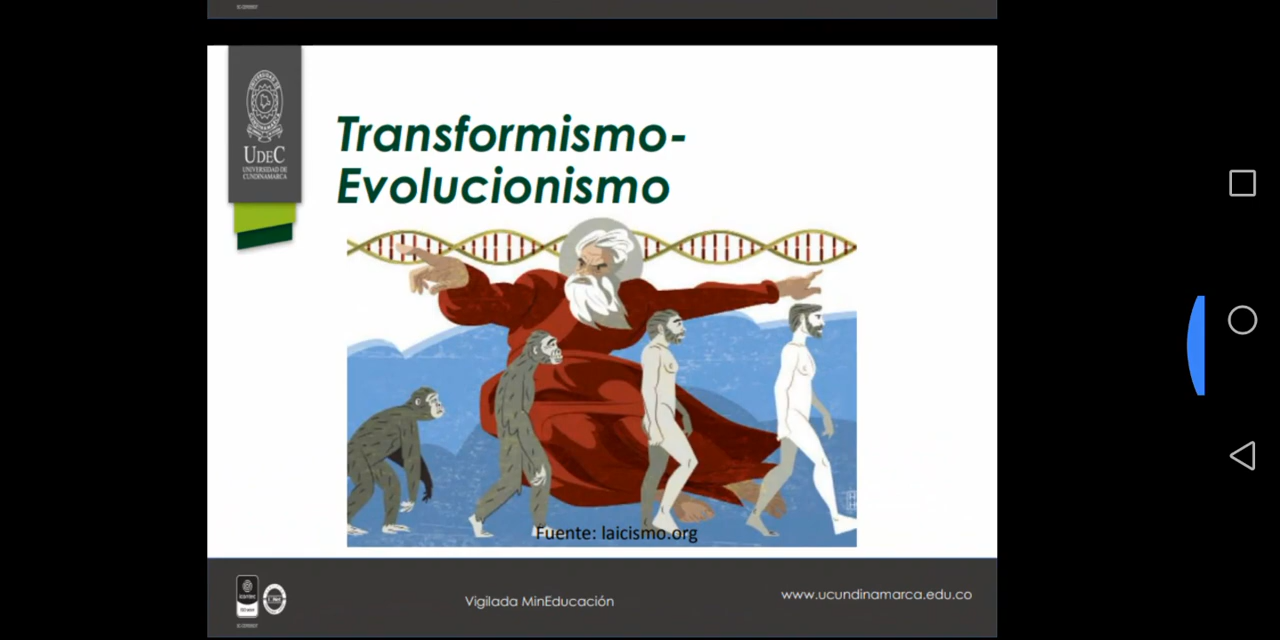 UDEC
UNIVERSIDAD DE
CUNDINAMARCA
Transformismo-
Evolucionismo
Fuente: laicismo.org
Vigilada MinEducación
www.ucundinamarca.edu.co